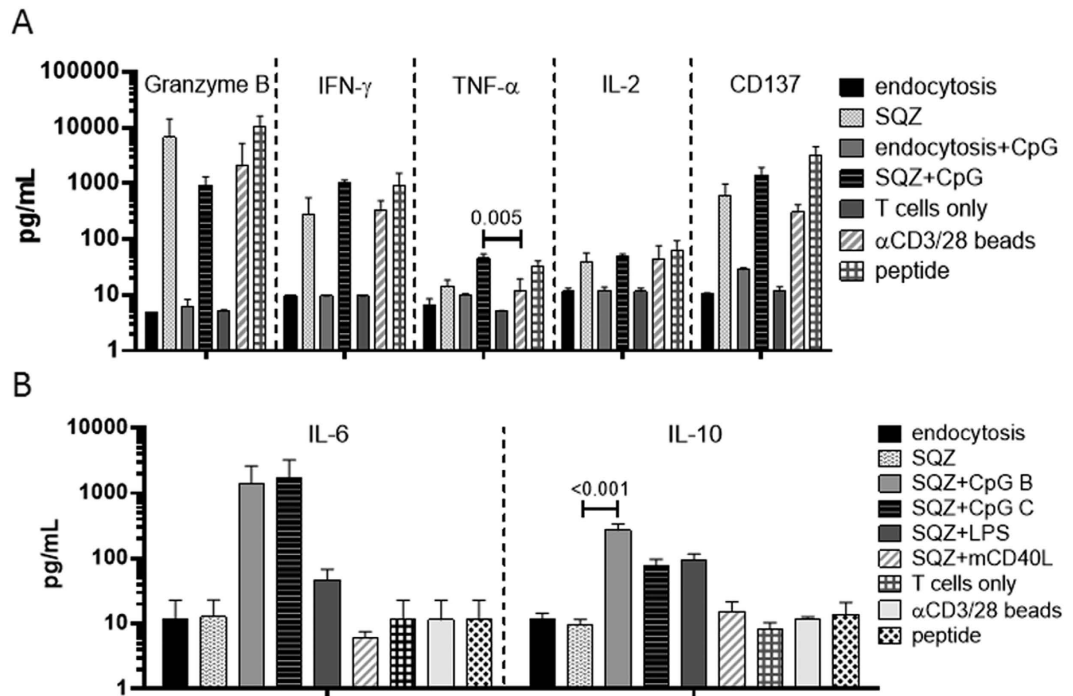 A
100000
10000
1000
100
10
1
pg/mL
Granzyme B
IFN-γ
TNF-α
IL-2
CD137
0.005
endocytosis
SQZ
endocytosis+CpG
SQZ+CpG
T cells only
αCD3/28 beads
peptide
B
10000
1000
100
10
1
pg/mL
IL-6
IL-10
<0.001
endocytosis
SQZ
SQZ+CpG B
SQZ+CpG C
SQZ+LPS
SQZ+mCD40L
T cells only
αCD3/28 beads
peptide